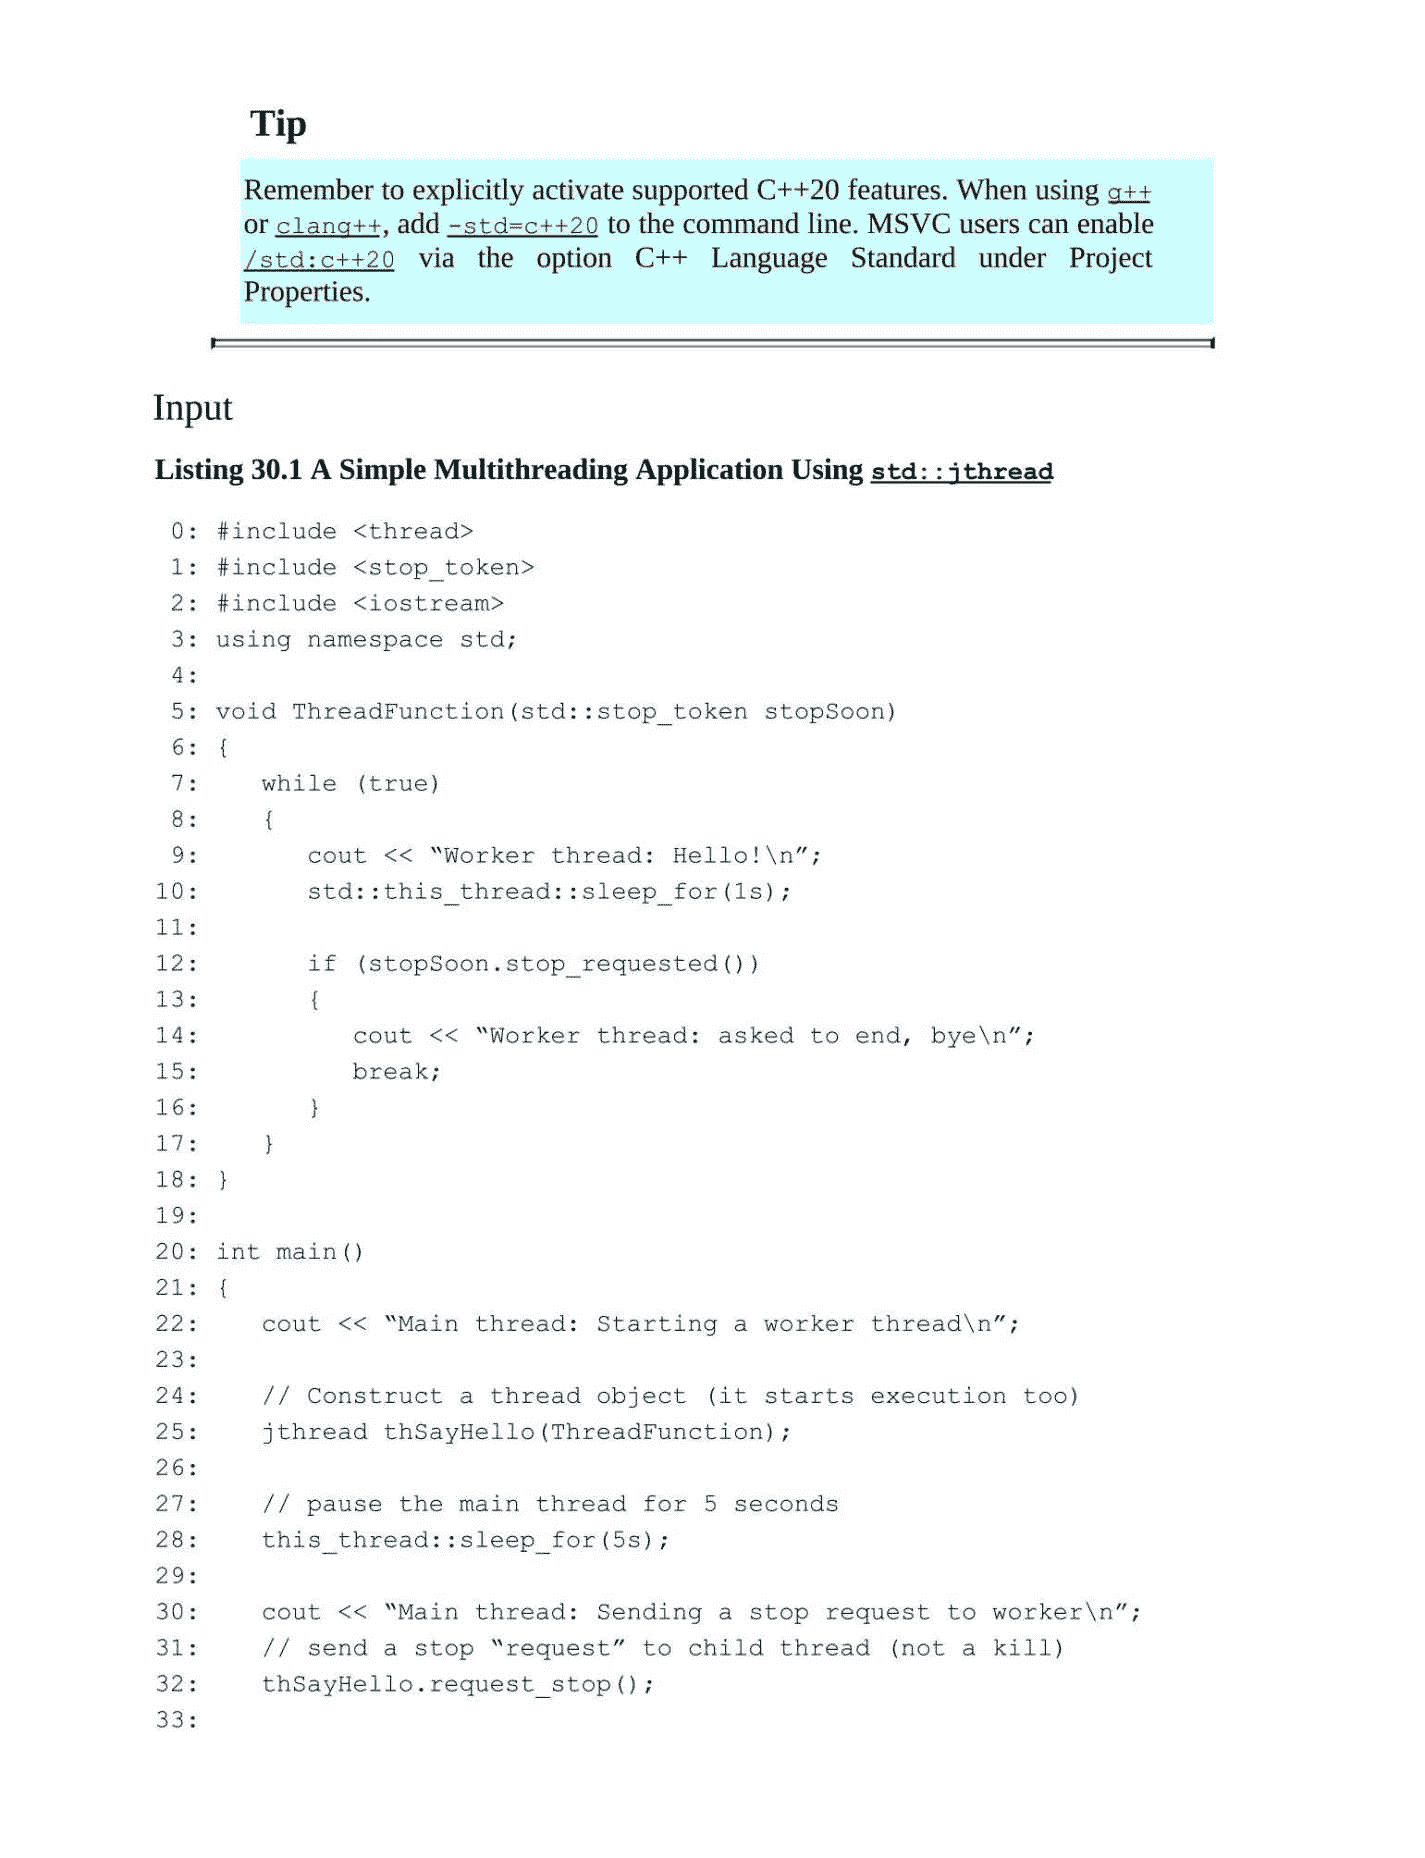 Tip
Remember to explicitly activate supported C++20 features. When using g++
or clang++, add -std=c++20 to the command line. MSVC users can enable
/std:c++20 via the option C++ Language Standard under Project
Properties.
Input
Listing 30.1 A Simple Multithreading Application Using std::jthread
0: #include <thread>
1: #include <stop_token>
2: #include <iostream>
3: using namespace std;
4:
5: void ThreadFunction(std::stop_token stopSoon)
6: {
7:    while (true)
8:    {
9:       cout << “Worker thread: Hello!\n”;
10:       std::this_thread::sleep_for(1s);
11:
12:       if (stopSoon.stop_requested())
13:       {
14:          cout << “Worker thread: asked to end, bye\n”;
15:          break;
16:       }
17:    }
18: }
19:
20: int main()
21: {
22:    cout << “Main thread: Starting a worker thread\n”;
23:
24:    // Construct a thread object (it starts execution too)
25:    jthread thSayHello(ThreadFunction);
26:
27:    // pause the main thread for 5 seconds
28:    this_thread::sleep_for(5s);
29:
30:    cout << “Main thread: Sending a stop request to worker\n”;
31:    // send a stop “request” to child thread (not a kill)
32:    thSayHello.request_stop();
33: